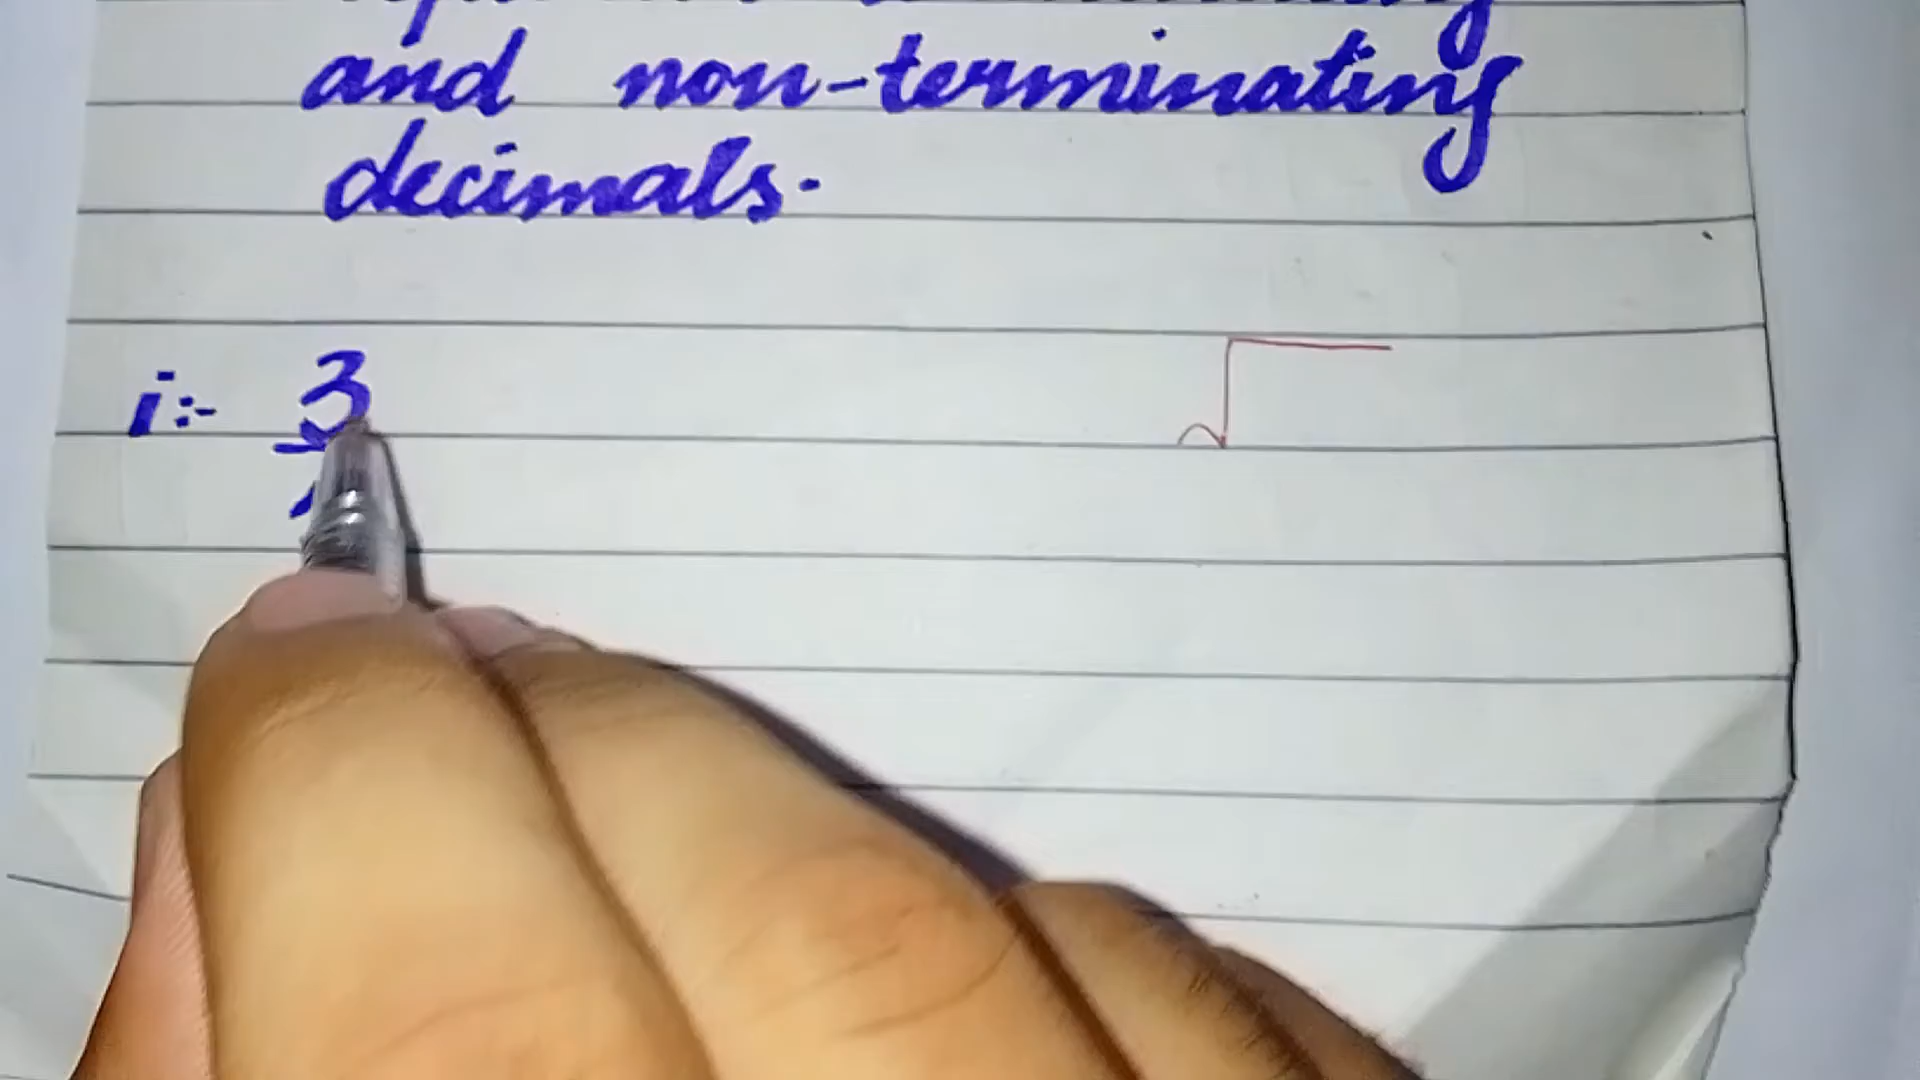 and non-terminating
decimals.
i:- 3